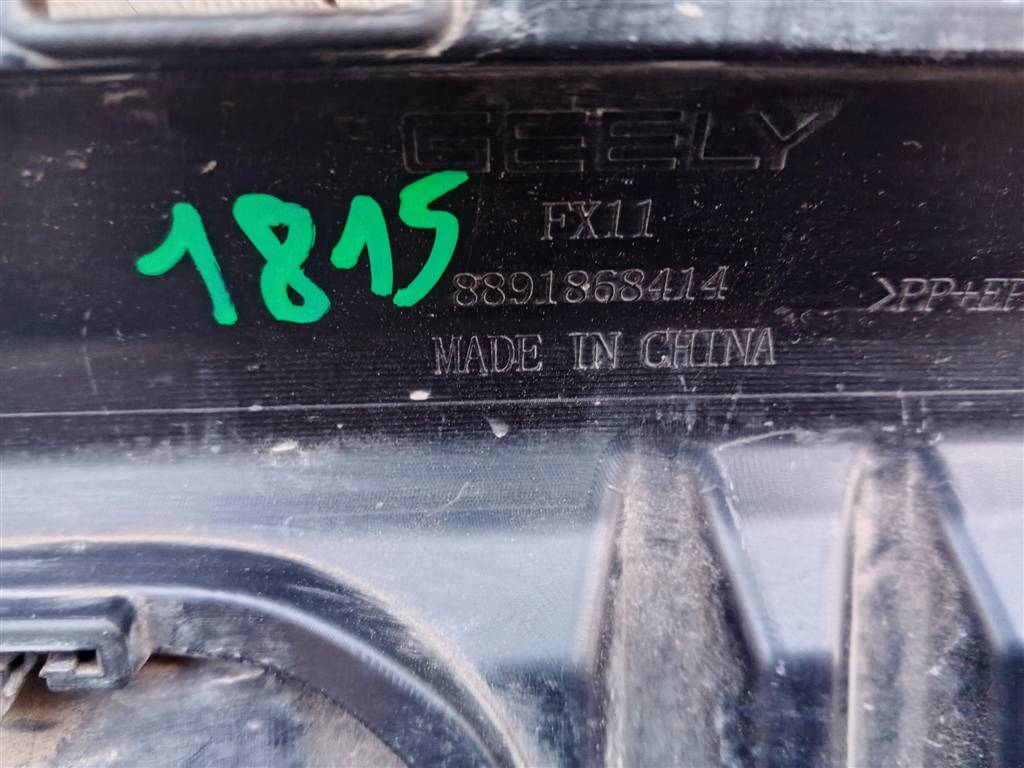 GEELY
1815
FX11
8891868414
>PP+EP
MADE IN CHINA